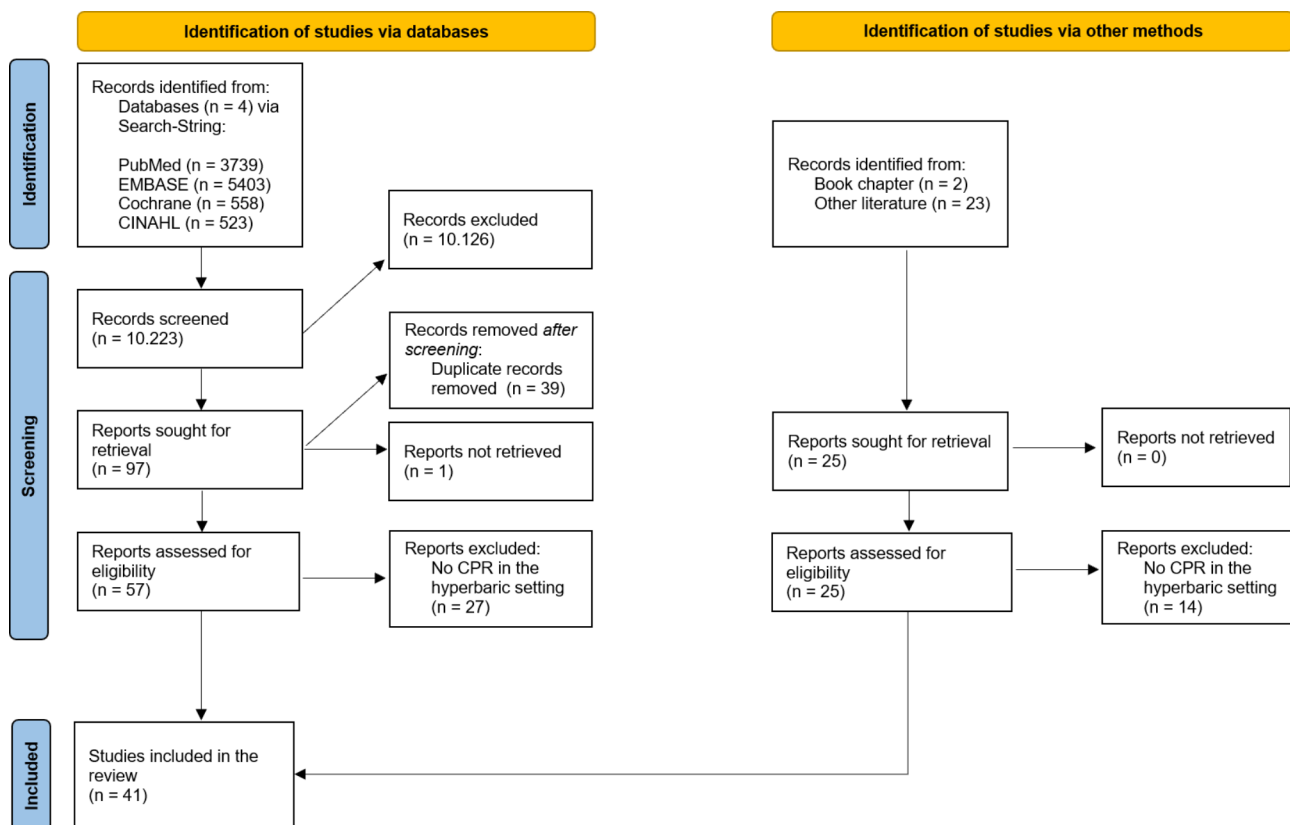 Identification of studies via databases
Identification of studies via other methods
Identification
Records identified from:
Databases (n = 4) via
Search-String:
PubMed (n = 3739)
EMBASE (n = 5403)
Cochrane (n = 558)
CINAHL (n = 523)
Records identified from:
Book chapter (n = 2)
Other literature (n = 23)
Records excluded
(n = 10.126)
Screening
Records screened
(n = 10.223)
Records removed after
screening:
Duplicate records
removed (n = 39)
Reports sought for
retrieval
(n = 97)
Reports not retrieved
(n = 1)
Reports sought for retrieval
(n = 25)
Reports not retrieved
(n = 0)
Reports assessed for
eligibility
(n = 57)
Reports excluded:
No CPR in the
hyperbaric setting
(n = 27)
Reports assessed for
eligibility
(n = 25)
Reports excluded:
No CPR in the
hyperbaric setting
(n = 14)
Included
Studies included in the
review
(n = 41)